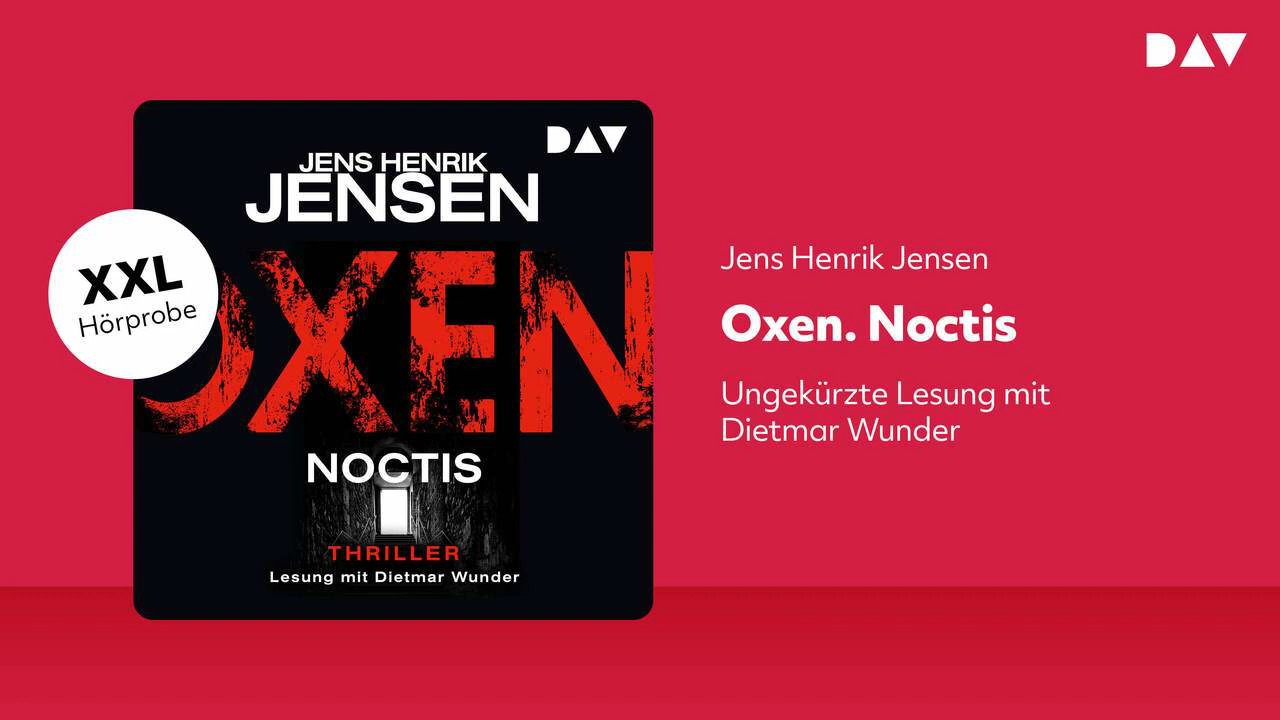 DAV
DAV
JENS HENRIK
JENSEN
OXEN
NOCTIS
THRILLER
Lesung mit Dietmar Wunder
XXL
Hörprobe
Jens Henrik Jensen
Oxen. Noctis
Ungekürzte Lesung mit
Dietmar Wunder